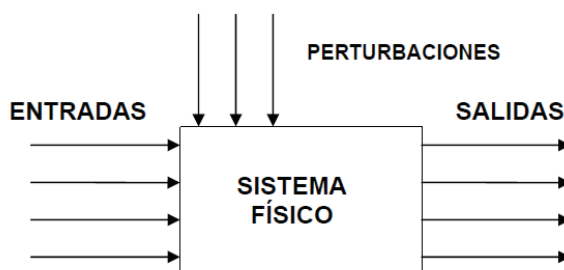 PERTURBACIONES
ENTRADAS
SALIDAS
SISTEMA
FÍSICO